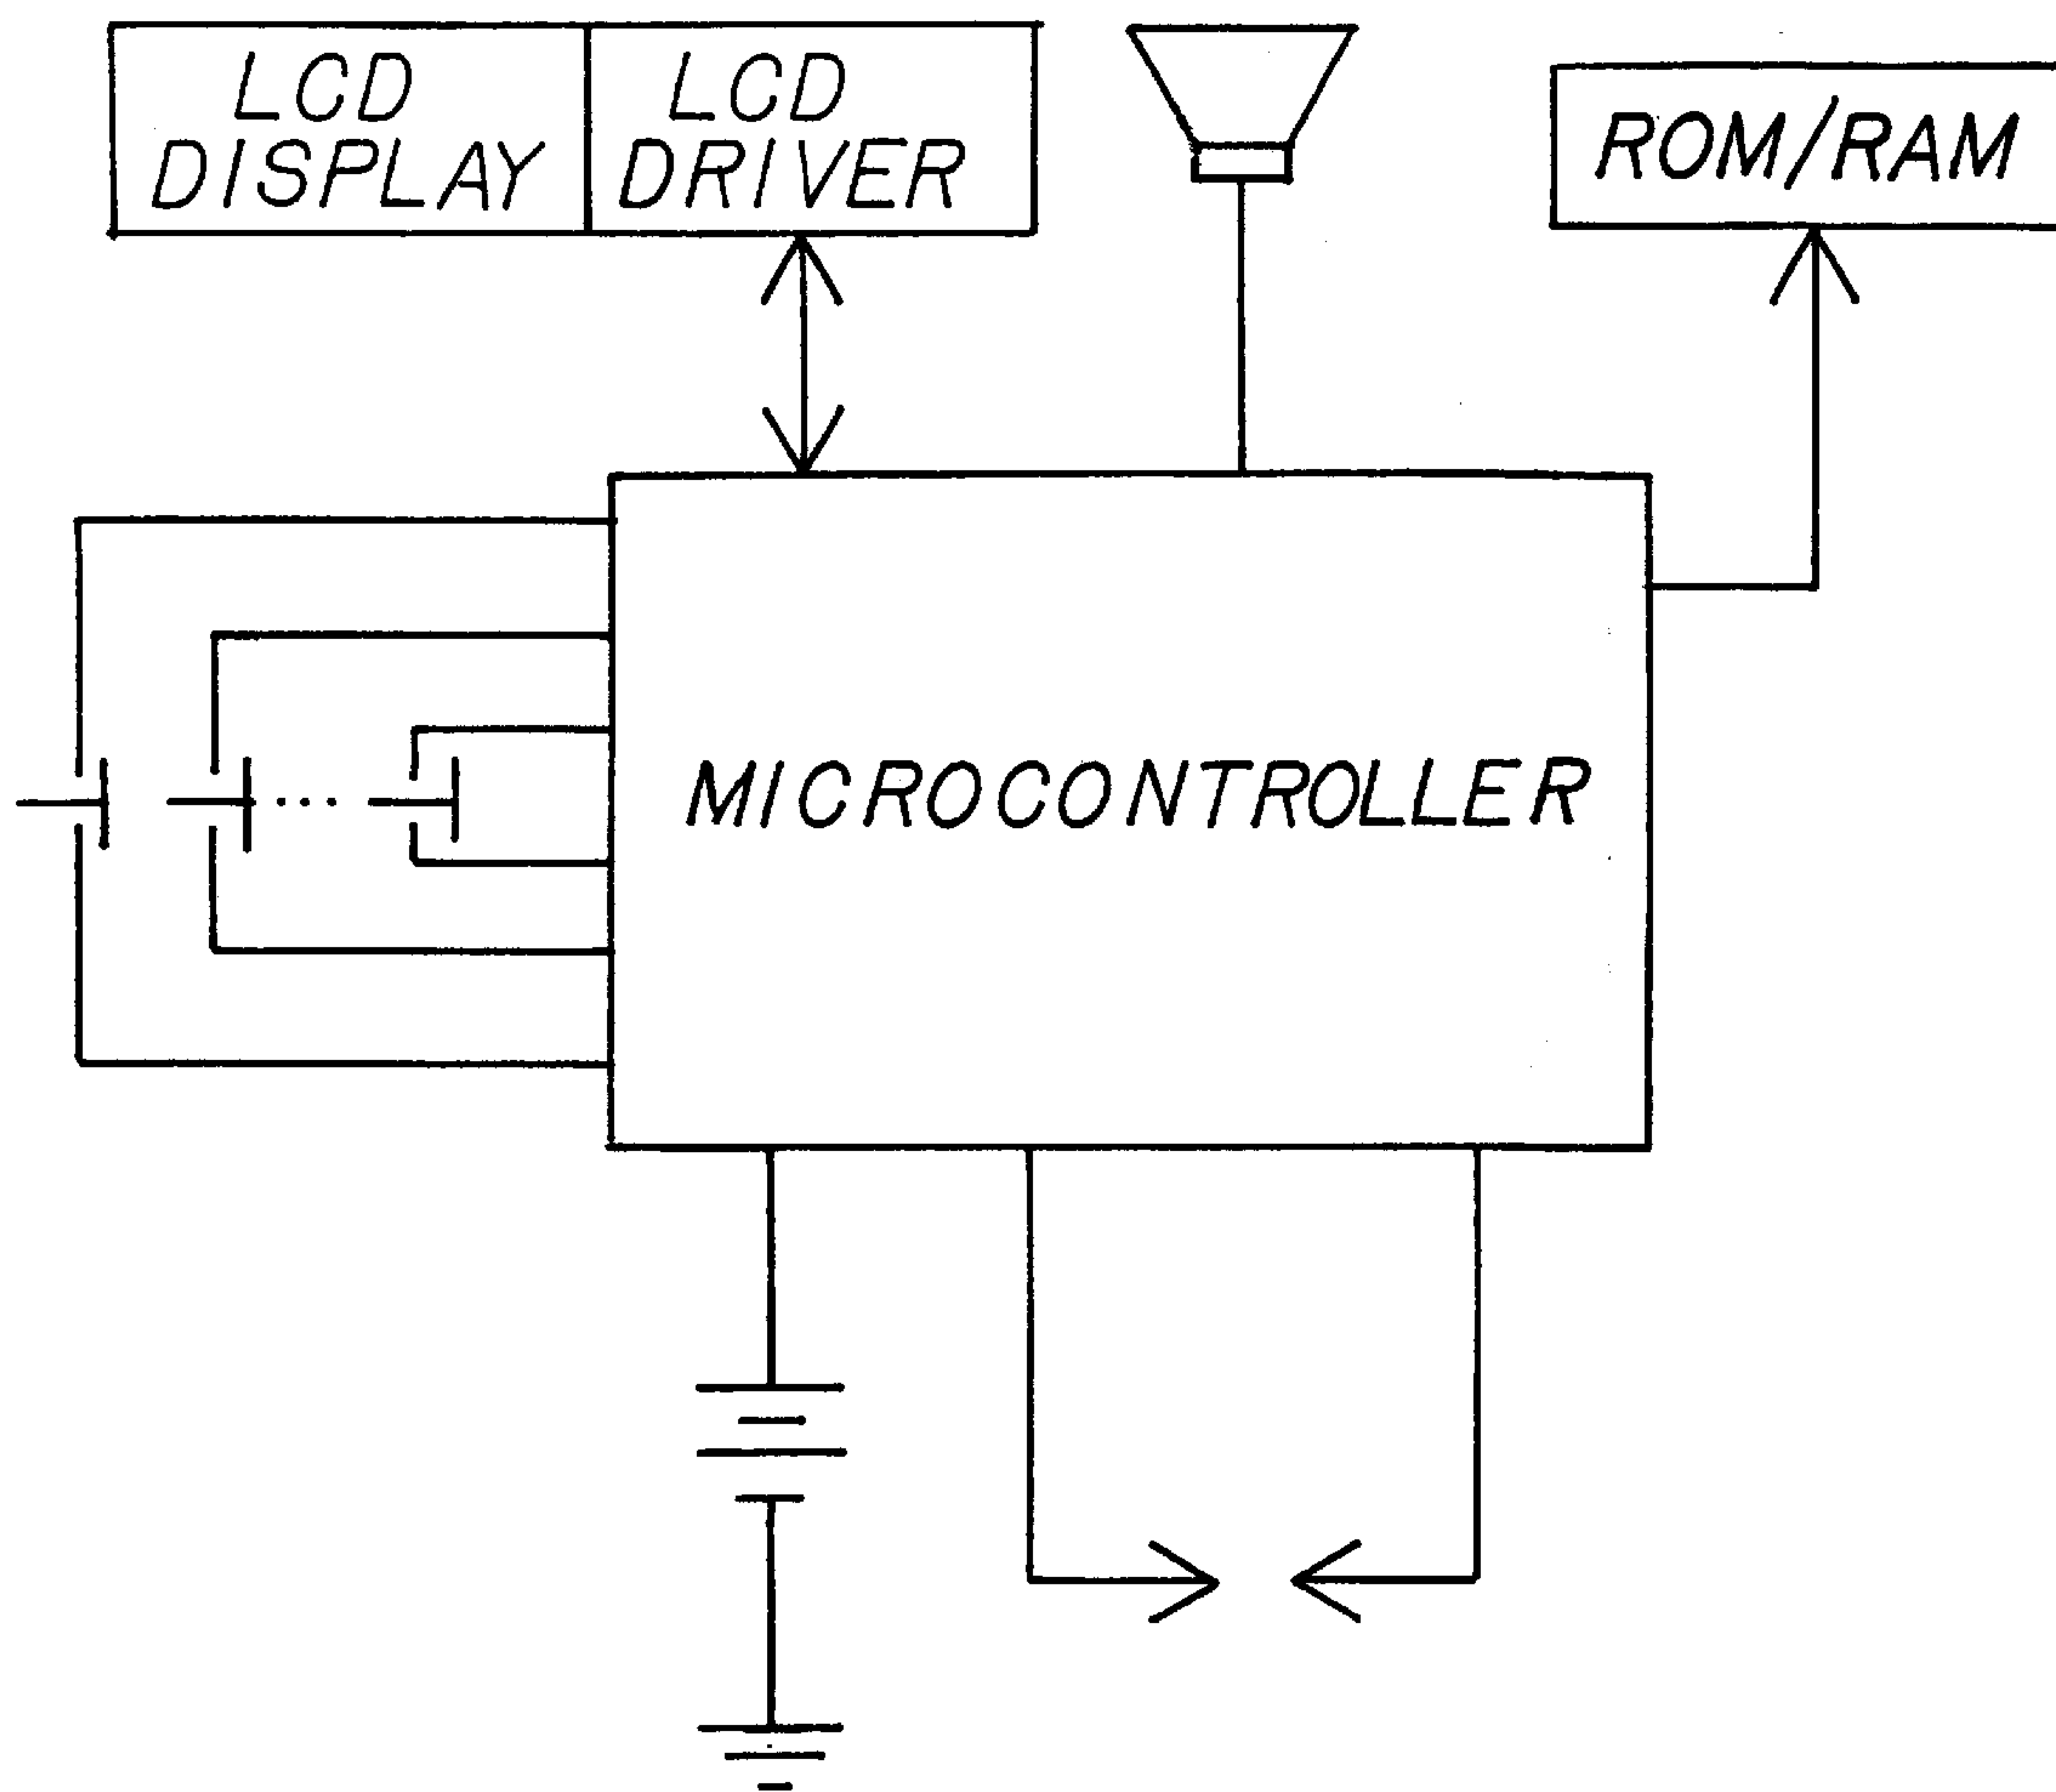 LCD
DISPLAY
LCD
DRIVER
ROM/RAM
MICROCONTROLLER